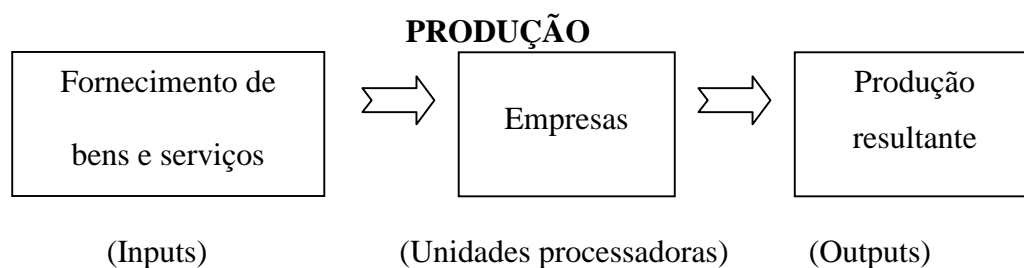 PRODUÇÃO
Fornecimento de
bens e serviços
Empresas
Produção
resultante
(Inputs)
(Unidades processadoras)
(Outputs)